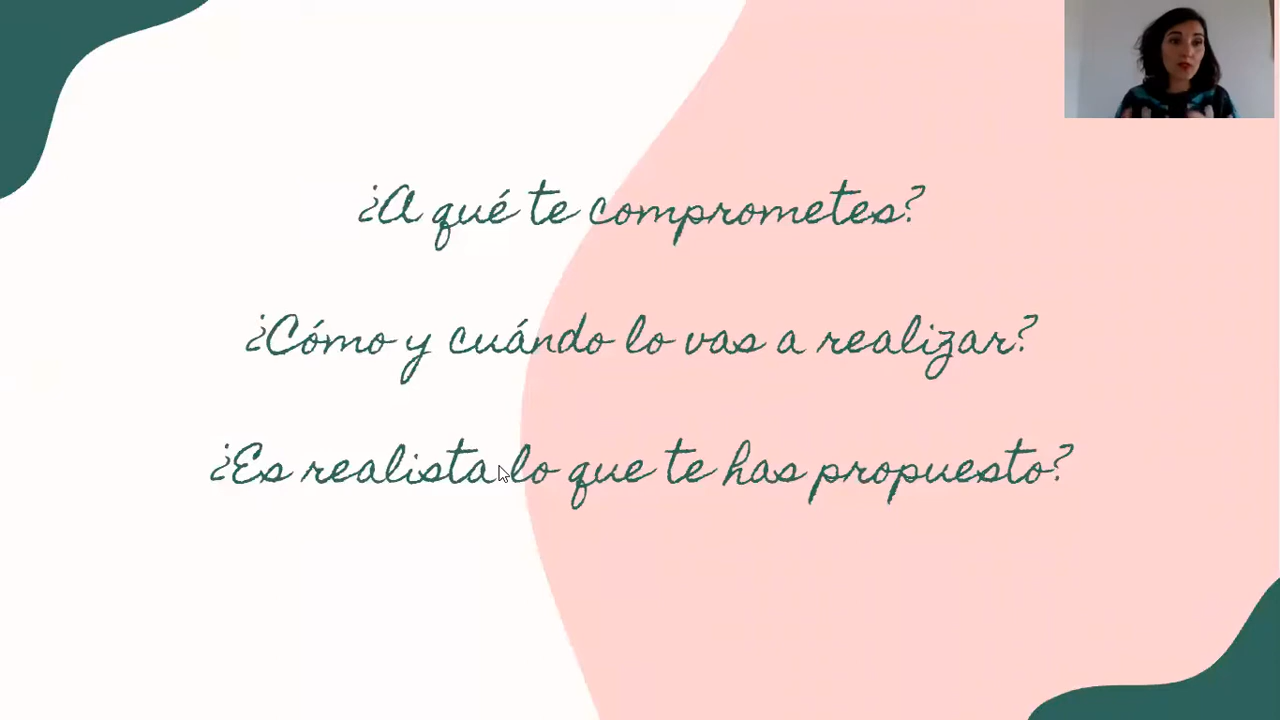 ¿A qué te comprometes?
¿Cómo y cuándo lo vas a realizar?
¿Es realista lo que te has propuesto?